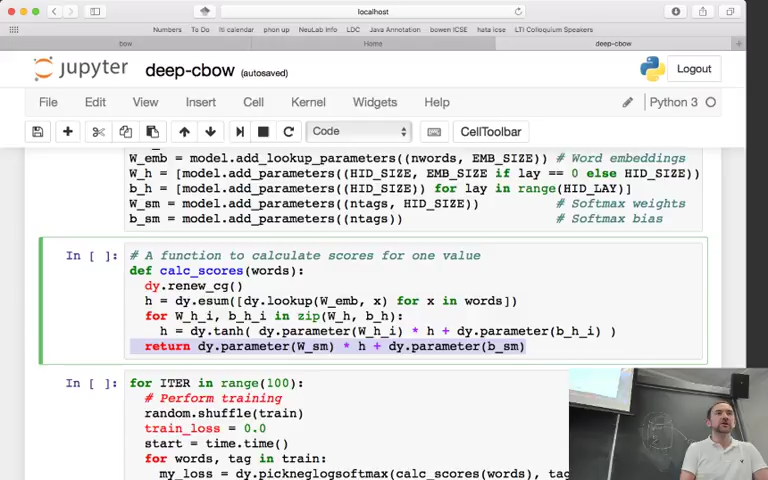 localhost
Numbers To Do lti calendar phon up NeuLab Info LDC Java Annotation bowen ICSE hata icse LTI Colloquium Speakers
bow Home deep-cbow
jupyter deep-cbow (autosaved) Logout
File Edit View Insert Cell Kernel Widgets Help Python 3
Code CellToolbar
W_emb = model.add_lookup_parameters((nwords, EMB_SIZE)) # Word embeddings
W_h = [model.add_parameters((HID_SIZE, EMB_SIZE if lay == 0 else HID_SIZE))
b_h = [model.add_parameters((HID_SIZE)) for lay in range(HID_LAY)]
W_sm = model.add_parameters((ntags, HID_SIZE)) # Softmax weights
b_sm = model.add_parameters((ntags)) # Softmax bias
In [ ]: # A function to calculate scores for one value
def calc_scores(words):
dy.renew_cg()
h = dy.esum([dy.lookup(W_emb, x) for x in words])
for W_h_i, b_h_i in zip(W_h, b_h):
h = dy.tanh( dy.parameter(W_h_i) * h + dy.parameter(b_h_i) )
return dy.parameter(W_sm) * h + dy.parameter(b_sm)
In [ ]: for ITER in range(100):
# Perform training
random.shuffle(train)
train_loss = 0.0
start = time.time()
for words, tag in train:
my_loss = dy.pickneglogsoftmax(calc_scores(words), tag